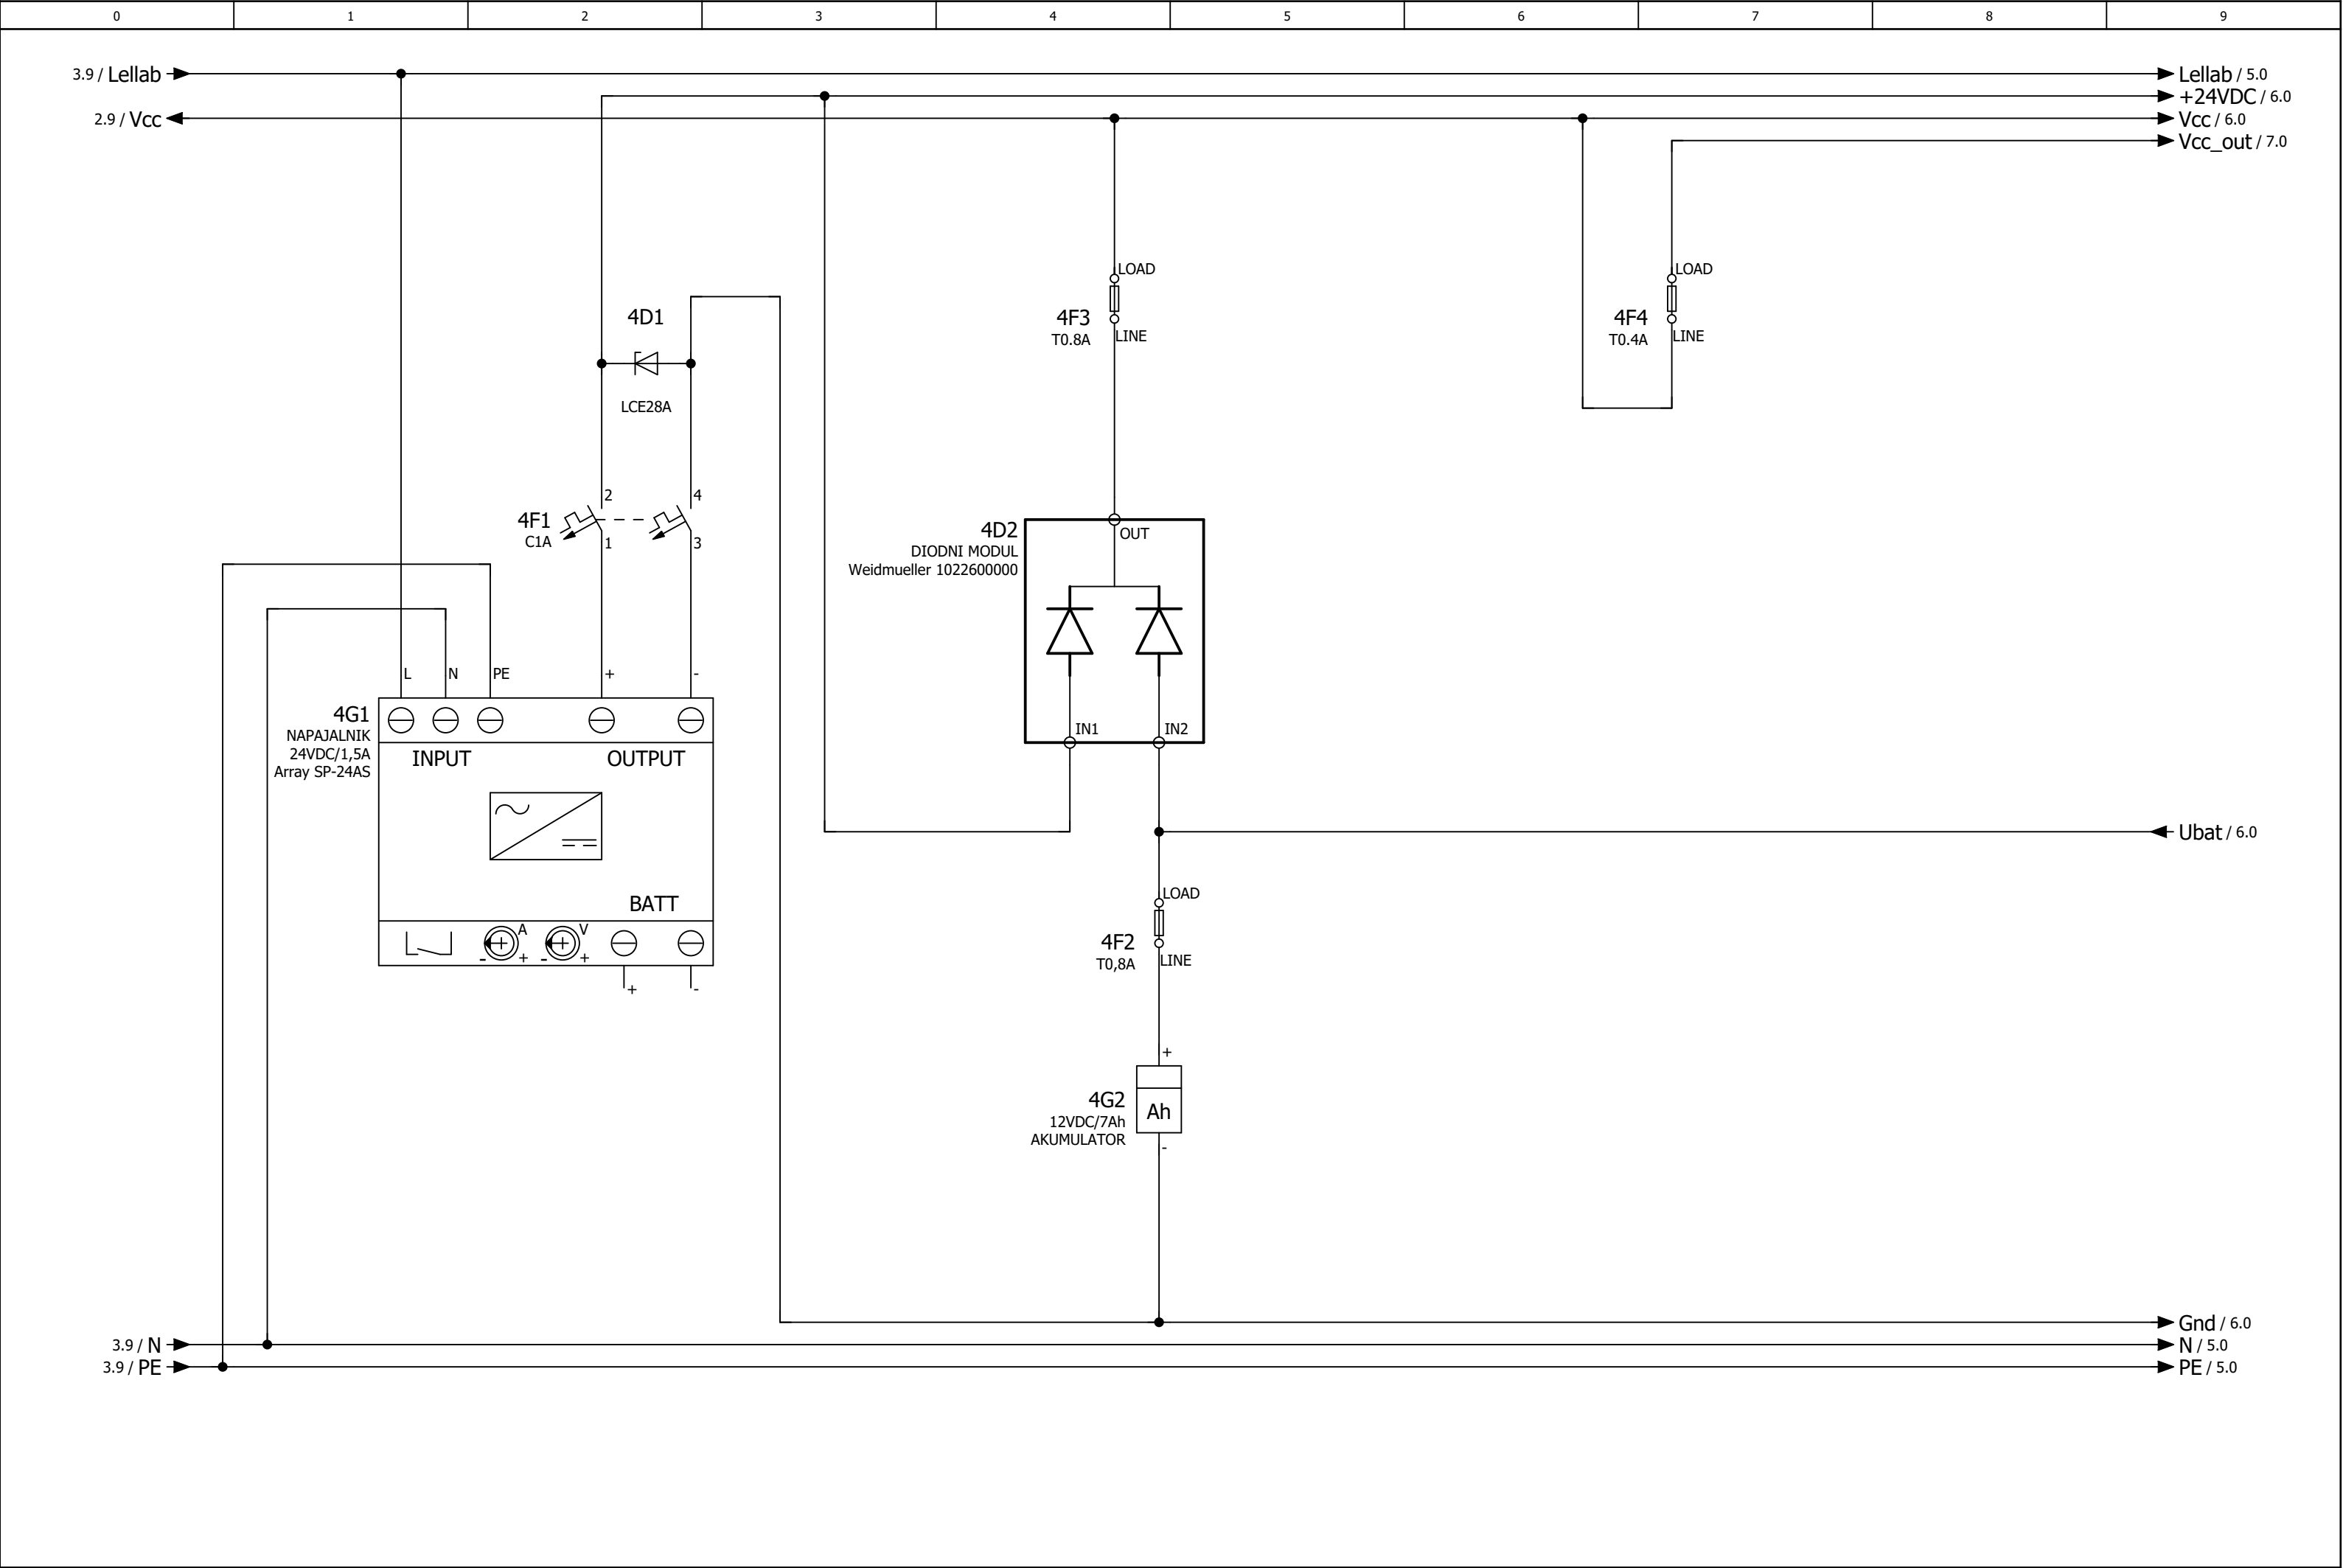 0 1 2 3 4 5 6 7 8 9
3.9 / Lellab
Lellab / 5.0
+24VDC / 6.0
2.9 / Vcc
Vcc / 6.0
Vcc_out / 7.0
LOAD
4F3
T0.8A
LINE
LOAD
4F4
T0.4A
LINE
4D1
LCE28A
2
4
4F1
C1A
1
3
4D2
DIODNI MODUL
Weidmueller 1022600000
OUT
IN1
IN2
L
N
PE
+
-
4G1
NAPAJALNIK
24VDC/1,5A
Array SP-24AS
INPUT
OUTPUT
BATT
A
V
-
+
-
+
+
-
Ubat / 6.0
LOAD
4F2
T0,8A
LINE
+
4G2
12VDC/7Ah
AKUMULATOR
Ah
-
Gnd / 6.0
3.9 / N
N / 5.0
3.9 / PE
PE / 5.0